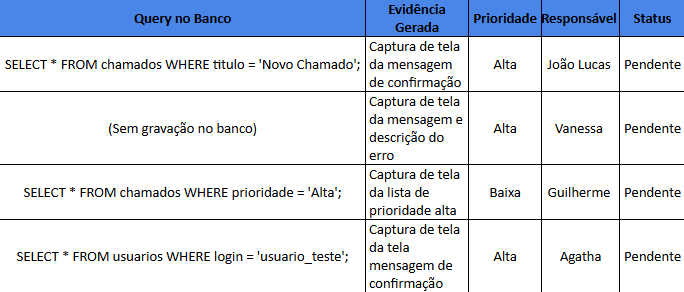 Query no Banco Evidência Gerada Prioridade Responsável Status
SELECT * FROM chamados WHERE titulo = 'Novo Chamado'; Captura de tela da mensagem de confirmação Alta João Lucas Pendente
(Sem gravação no banco) Captura de tela da mensagem e descrição do erro Alta Vanessa Pendente
SELECT * FROM chamados WHERE prioridade = 'Alta'; Captura de tela da lista de prioridade alta Baixa Guilherme Pendente
SELECT * FROM usuarios WHERE login = 'usuario_teste'; Captura de tela da tela mensagem de confirmação Alta Agatha Pendente